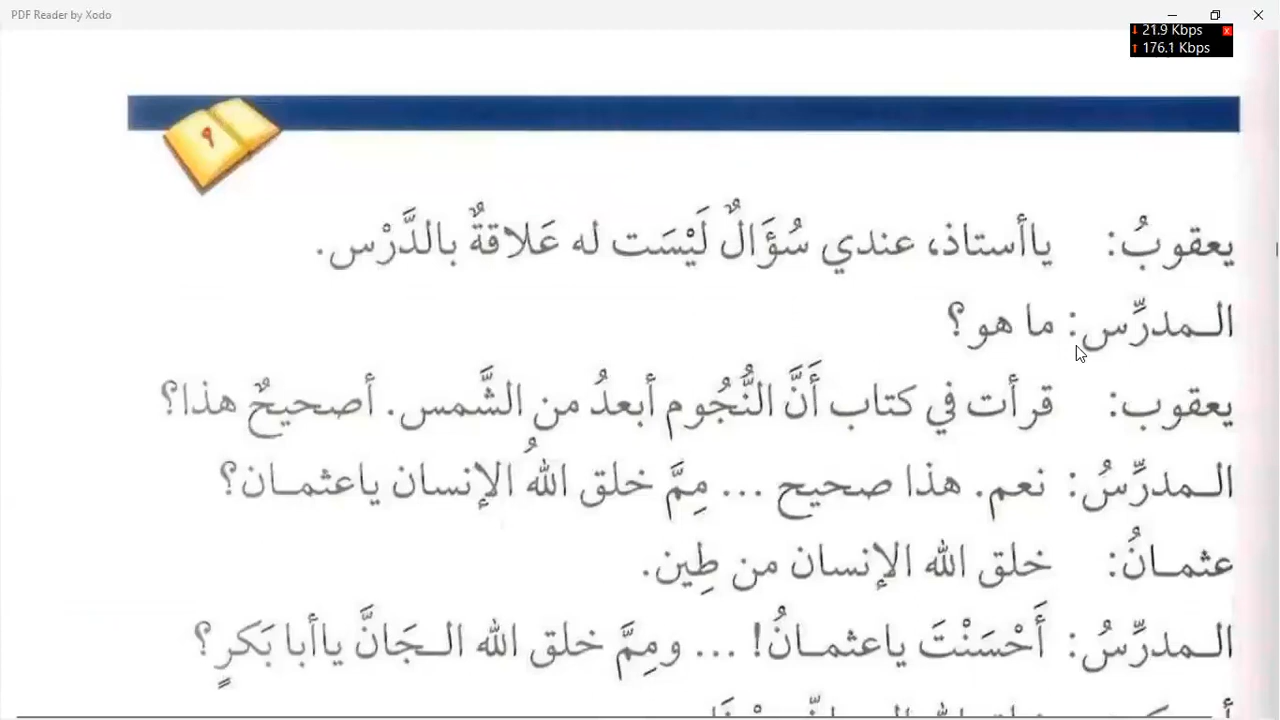 PDF Reader by Xodo
↓ 21.9 Kbps x
↑ 176.1 Kbps
٩
يعقوبُ: ياأستاذ، عندي سُؤَالٌ لَيْسَت له عَلاقةٌ بالدَّرْس.
الـمدرِّس: ما هو؟
يعقوب: قرأت في كتاب أَنَّ النُّجُوم أبعدُ من الشَّمس. أصحيحٌ هذا؟
الـمدرِّسُ: نعم. هذا صحيح ... مِمَّ خلق اللهُ الإنسان ياعثمـان؟
عثمـانُ: خلق الله الإنسان من طِين.
الـمدرِّسُ: أَحْسَنْتَ ياعثمـانُ! ... ومِمَّ خلق الله الـجَانَّ ياأبا بَكرٍ؟